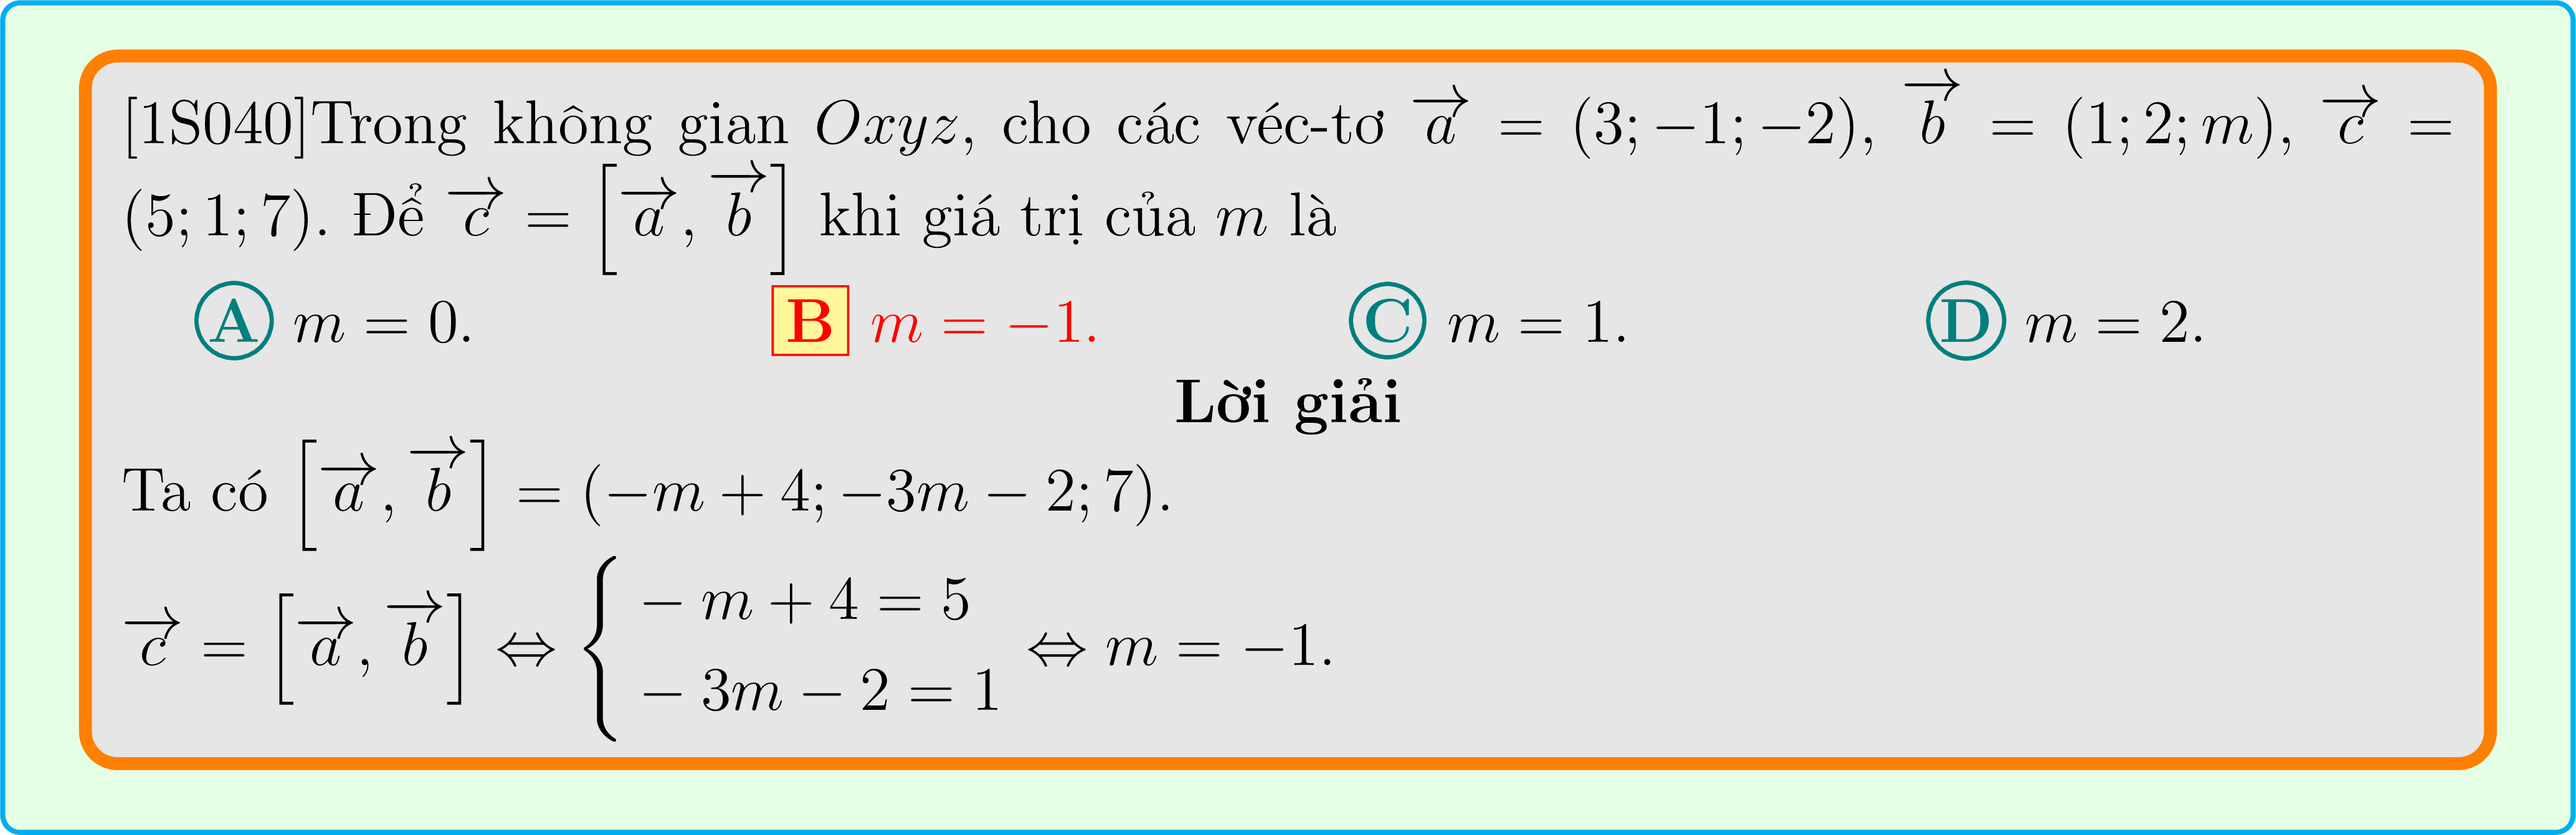 [1S040]Trong không gian $Oxyz$, cho các véc-tơ $\overrightarrow{a} = (3; -1; -2)$, $\overrightarrow{b} = (1; 2; m)$, $\overrightarrow{c} =$
$(5; 1; 7)$. Để $\overrightarrow{c} = \left[\overrightarrow{a}, \overrightarrow{b}\right]$ khi giá trị của $m$ là
A $m = 0$. B $m = -1$. C $m = 1$. D $m = 2$.
Lời giải
Ta có $\left[\overrightarrow{a}, \overrightarrow{b}\right] = (-m + 4; -3m - 2; 7)$.
$\overrightarrow{c} = \left[\overrightarrow{a}, \overrightarrow{b}\right] \Leftrightarrow \begin{cases} -m + 4 = 5 \\ -3m - 2 = 1 \end{cases} \Leftrightarrow m = -1$.